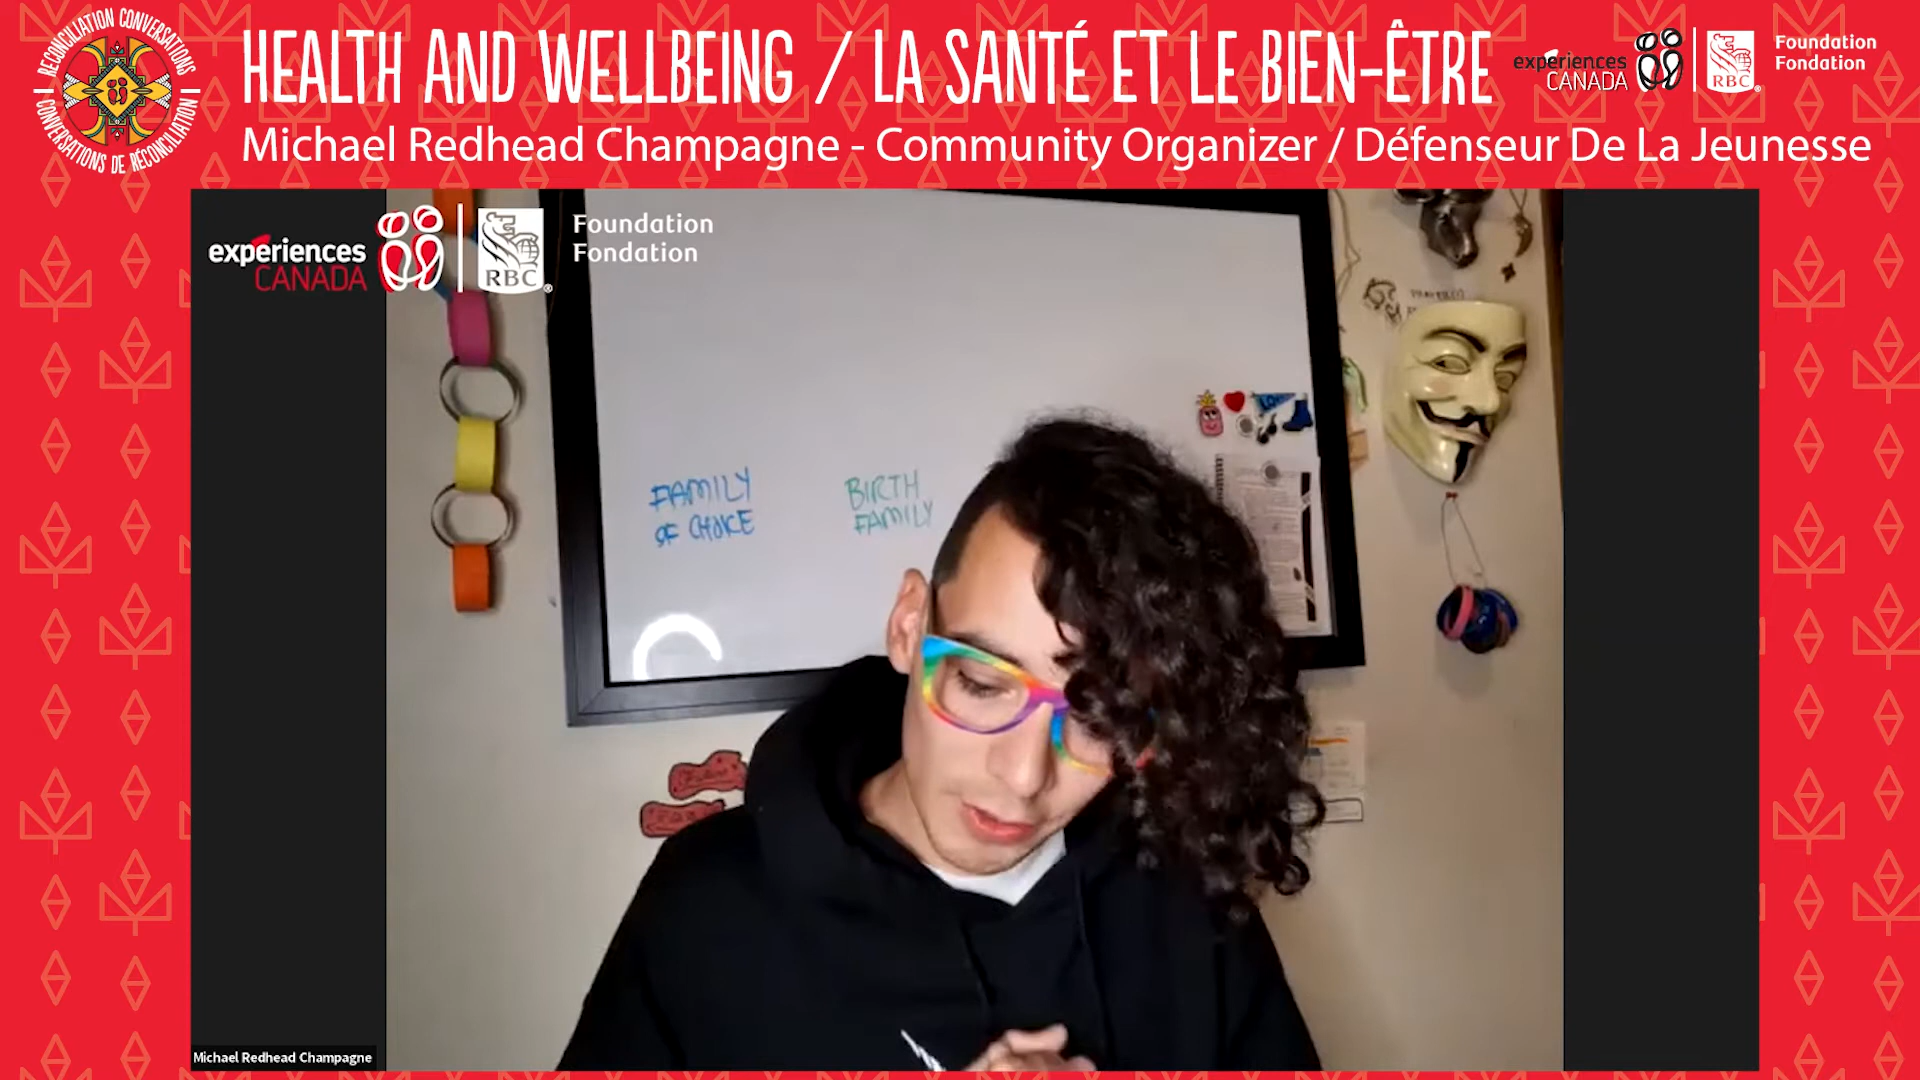 RECONCILIATION CONVERSATIONS
CONVERSATIONS DE RÉCONCILIATION
HEALTH AND WELLBEING / LA SANTÉ ET LE BIEN-ÊTRE
Michael Redhead Champagne - Community Organizer / Défenseur De La Jeunesse
experiences
CANADA
RBC®
Foundation
Fondation
experiences
CANADA
RBC®
Foundation
Fondation
FAMILY
OF CHOICE
BIRTH
FAMILY
Michael Redhead Champagne